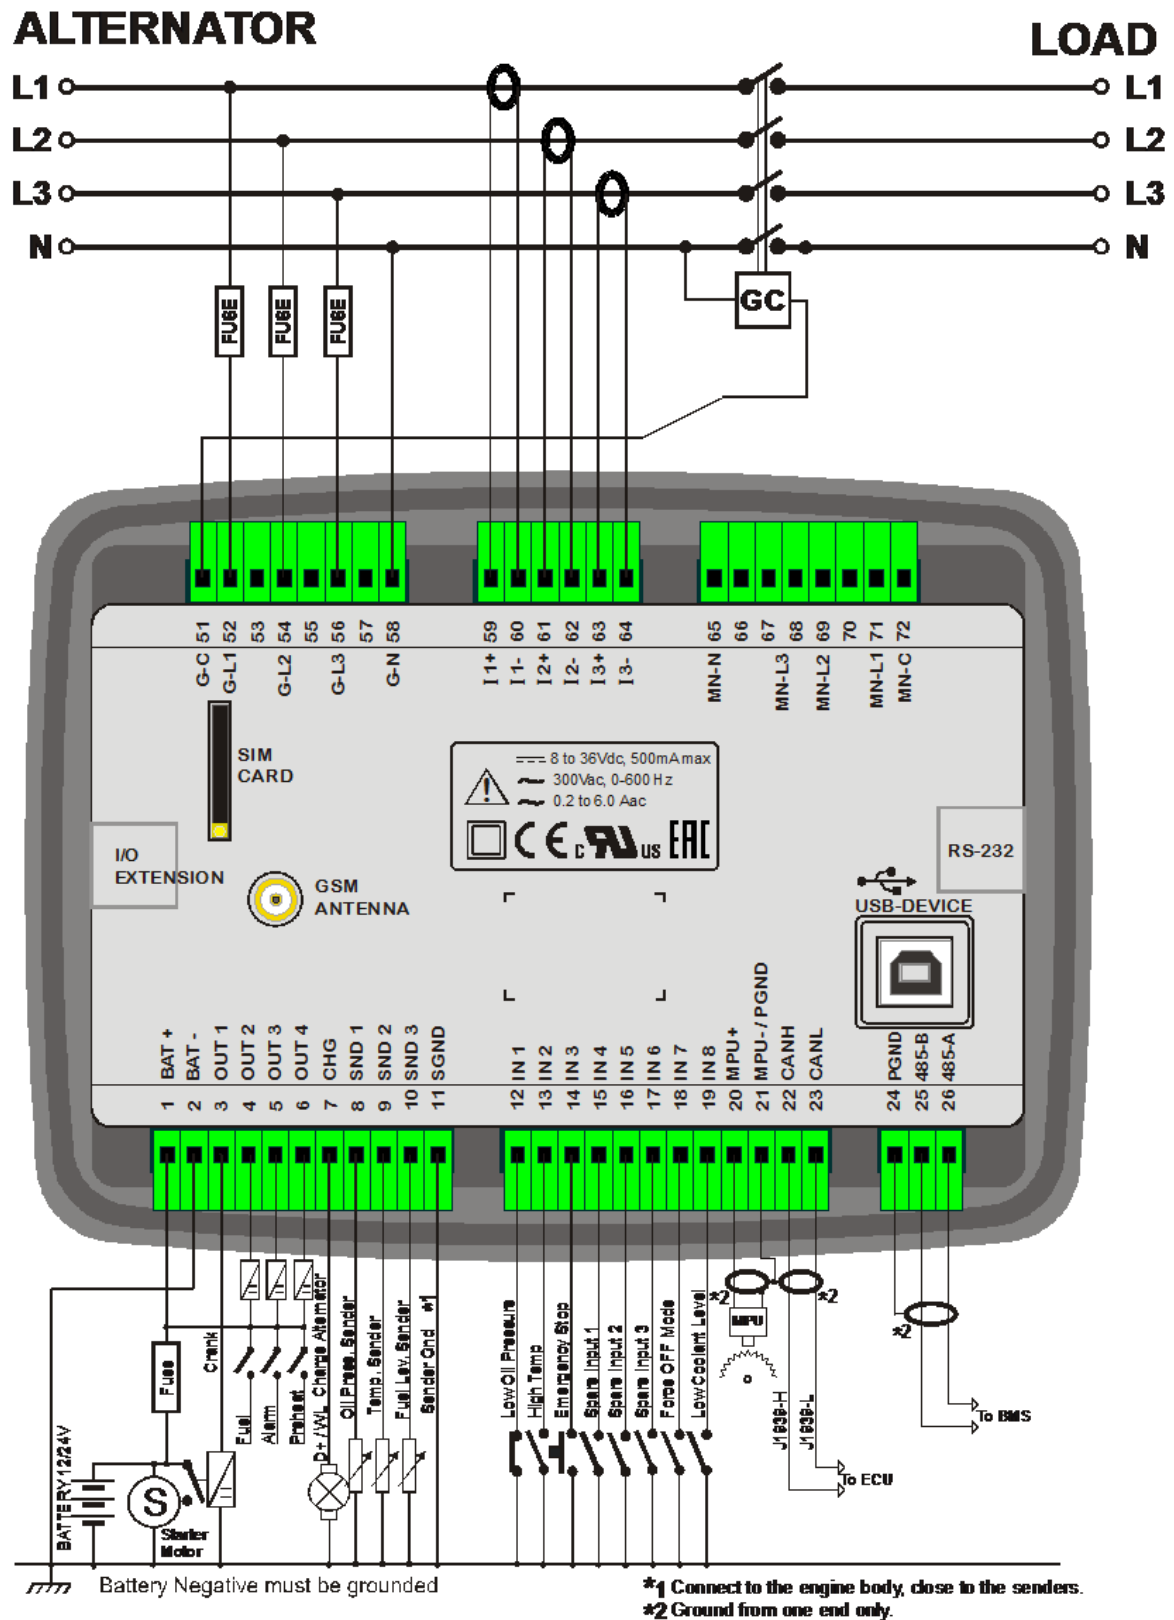 ALTERNATOR
LOAD
L1
L1
L2
L2
L3
L3
N
N
FUSE
FUSE
FUSE
GC
51
52
53
54
55
56
57
58
59
60
61
62
63
64
65
66
67
68
69
70
71
72
G-C
G-L1
G-L2
G-L3
G-N
I1+
I1-
I2+
I2-
I3+
I3-
MN-N
MN-L3
MN-L2
MN-L1
MN-C
SIM
CARD
8 to 36Vdc, 500mA max
300Vac, 0-600 Hz
0.2 to 6.0 Aac
! CE c RU us EAC
I/O
EXTENSION
GSM
ANTENNA
RS-232
USB-DEVICE
BAT +
BAT -
OUT 1
OUT 2
OUT 3
OUT 4
CHG
SND 1
SND 2
SND 3
SGND
IN 1
IN 2
IN 3
IN 4
IN 5
IN 6
IN 7
IN 8
MPU+
MPU- / PGND
CANH
CANL
PGND
485-B
485-A
1
2
3
4
5
6
7
8
9
10
11
12
13
14
15
16
17
18
19
20
21
22
23
24
25
26
Fuse
Crank
Fuel
Alarm
Preheat
D+ / WL Charge Alternator
Oil Press. Sender
Temp. Sender
Fuel Lev. Sender
Sender Gnd *1
Low Oil Pressure
High Temp
Emergency Stop
Spare Input 1
Spare Input 2
Spare Input 3
Force OFF Mode
Low Coolant Level
*2
*2
MPU
*2
J1939-H
J1939-L
To BMS
To ECU
BATTERY 12/24V
S
Starter
Motor
Battery Negative must be grounded
*1 Connect to the engine body, close to the senders.
*2 Ground from one end only.